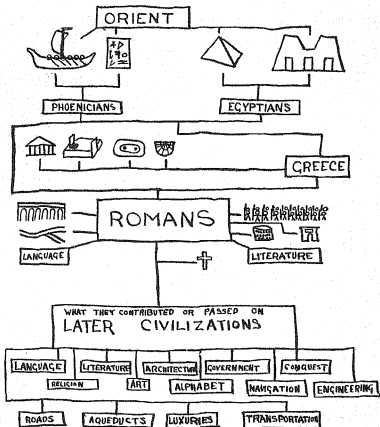 ORIENT
PHOENICIANS
EGYPTIANS
GREECE
ROMANS
LANGUAGE
LITERATURE
WHAT THEY CONTRIBUTED OR PASSED ON
LATER CIVILIZATIONS
LANGUAGE
LITERATURE
ARCHITECTURE
GOVERNMENT
CONQUEST
RELIGION
ART
ALPHABET
NAVIGATION
ENGINEERING
ROADS
AQUEDUCTS
LUXURIES
TRANSPORTATION